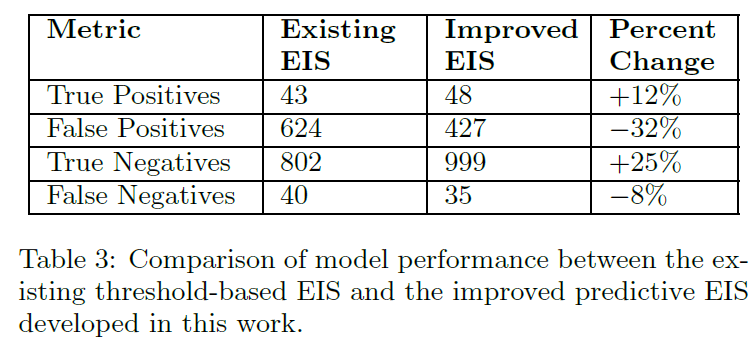 Metric Existing EIS Improved EIS Percent Change
True Positives 43 48 +12%
False Positives 624 427 −32%
True Negatives 802 999 +25%
False Negatives 40 35 −8%
Table 3: Comparison of model performance between the ex-
isting threshold-based EIS and the improved predictive EIS
developed in this work.